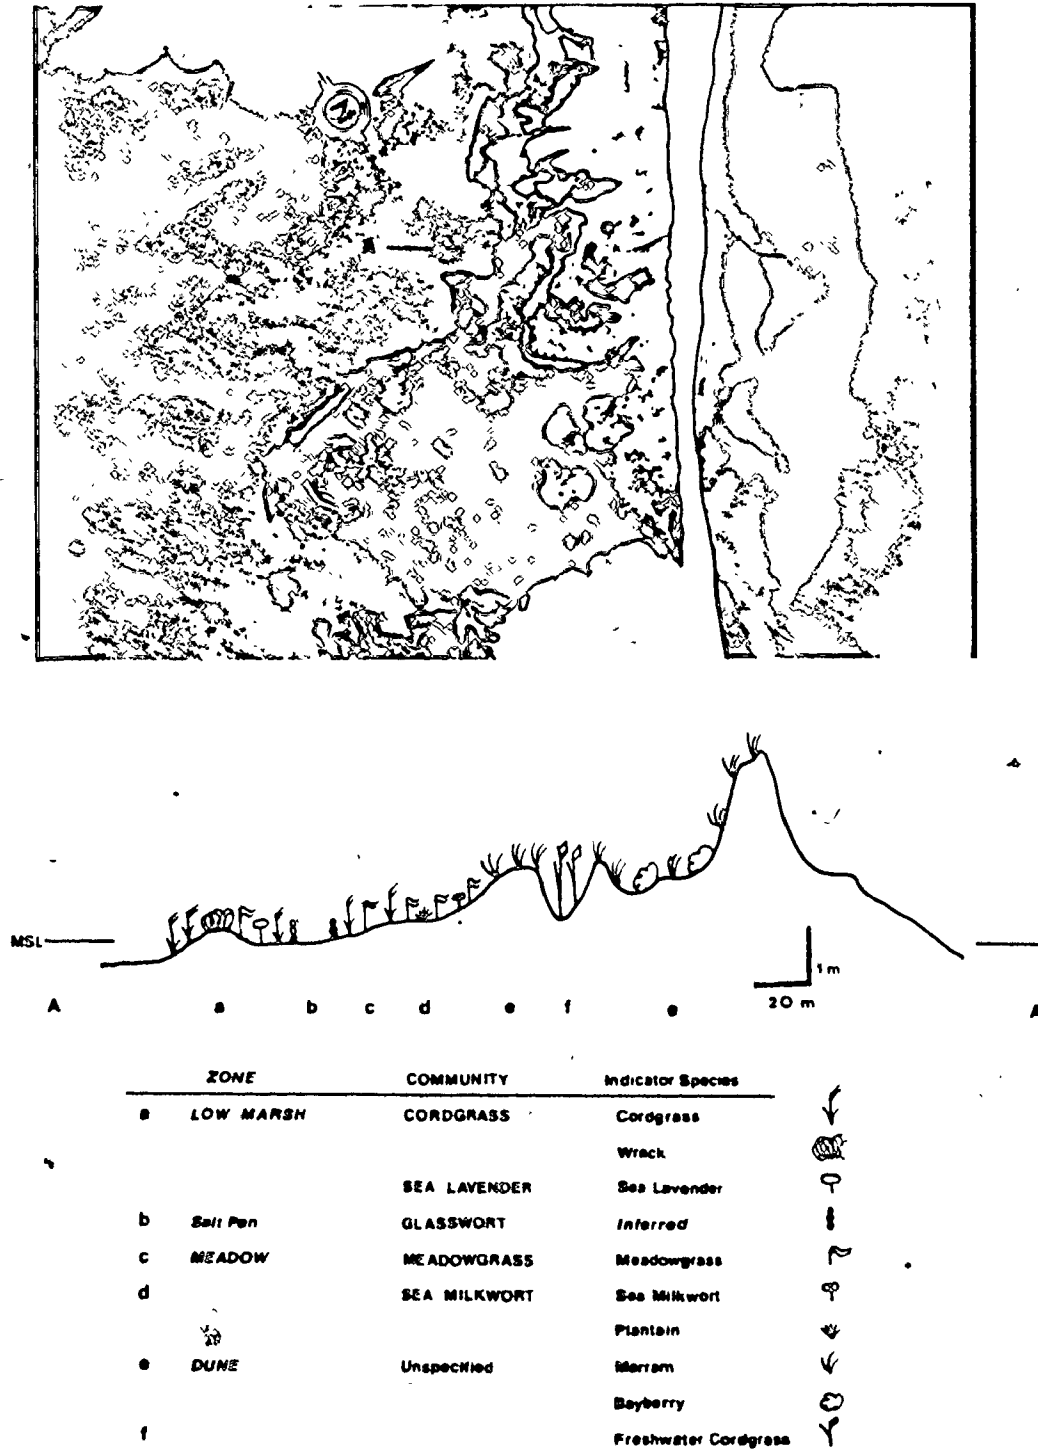 N
A
MSL
1 m
20 m
A a b c d e f e A
ZONE COMMUNITY Indicator Species
a LOW MARSH CORDGRASS Cordgrass
Wrack
SEA LAVENDER Sea Lavender
b Salt Pan GLASSWORT Inferred
c MEADOW MEADOWGRASS Meadowgrass
d SEA MILKWORT Sea Milkwort
Plantain
e DUNE Unspecified Marram
Bayberry
f Freshwater Cordgrass